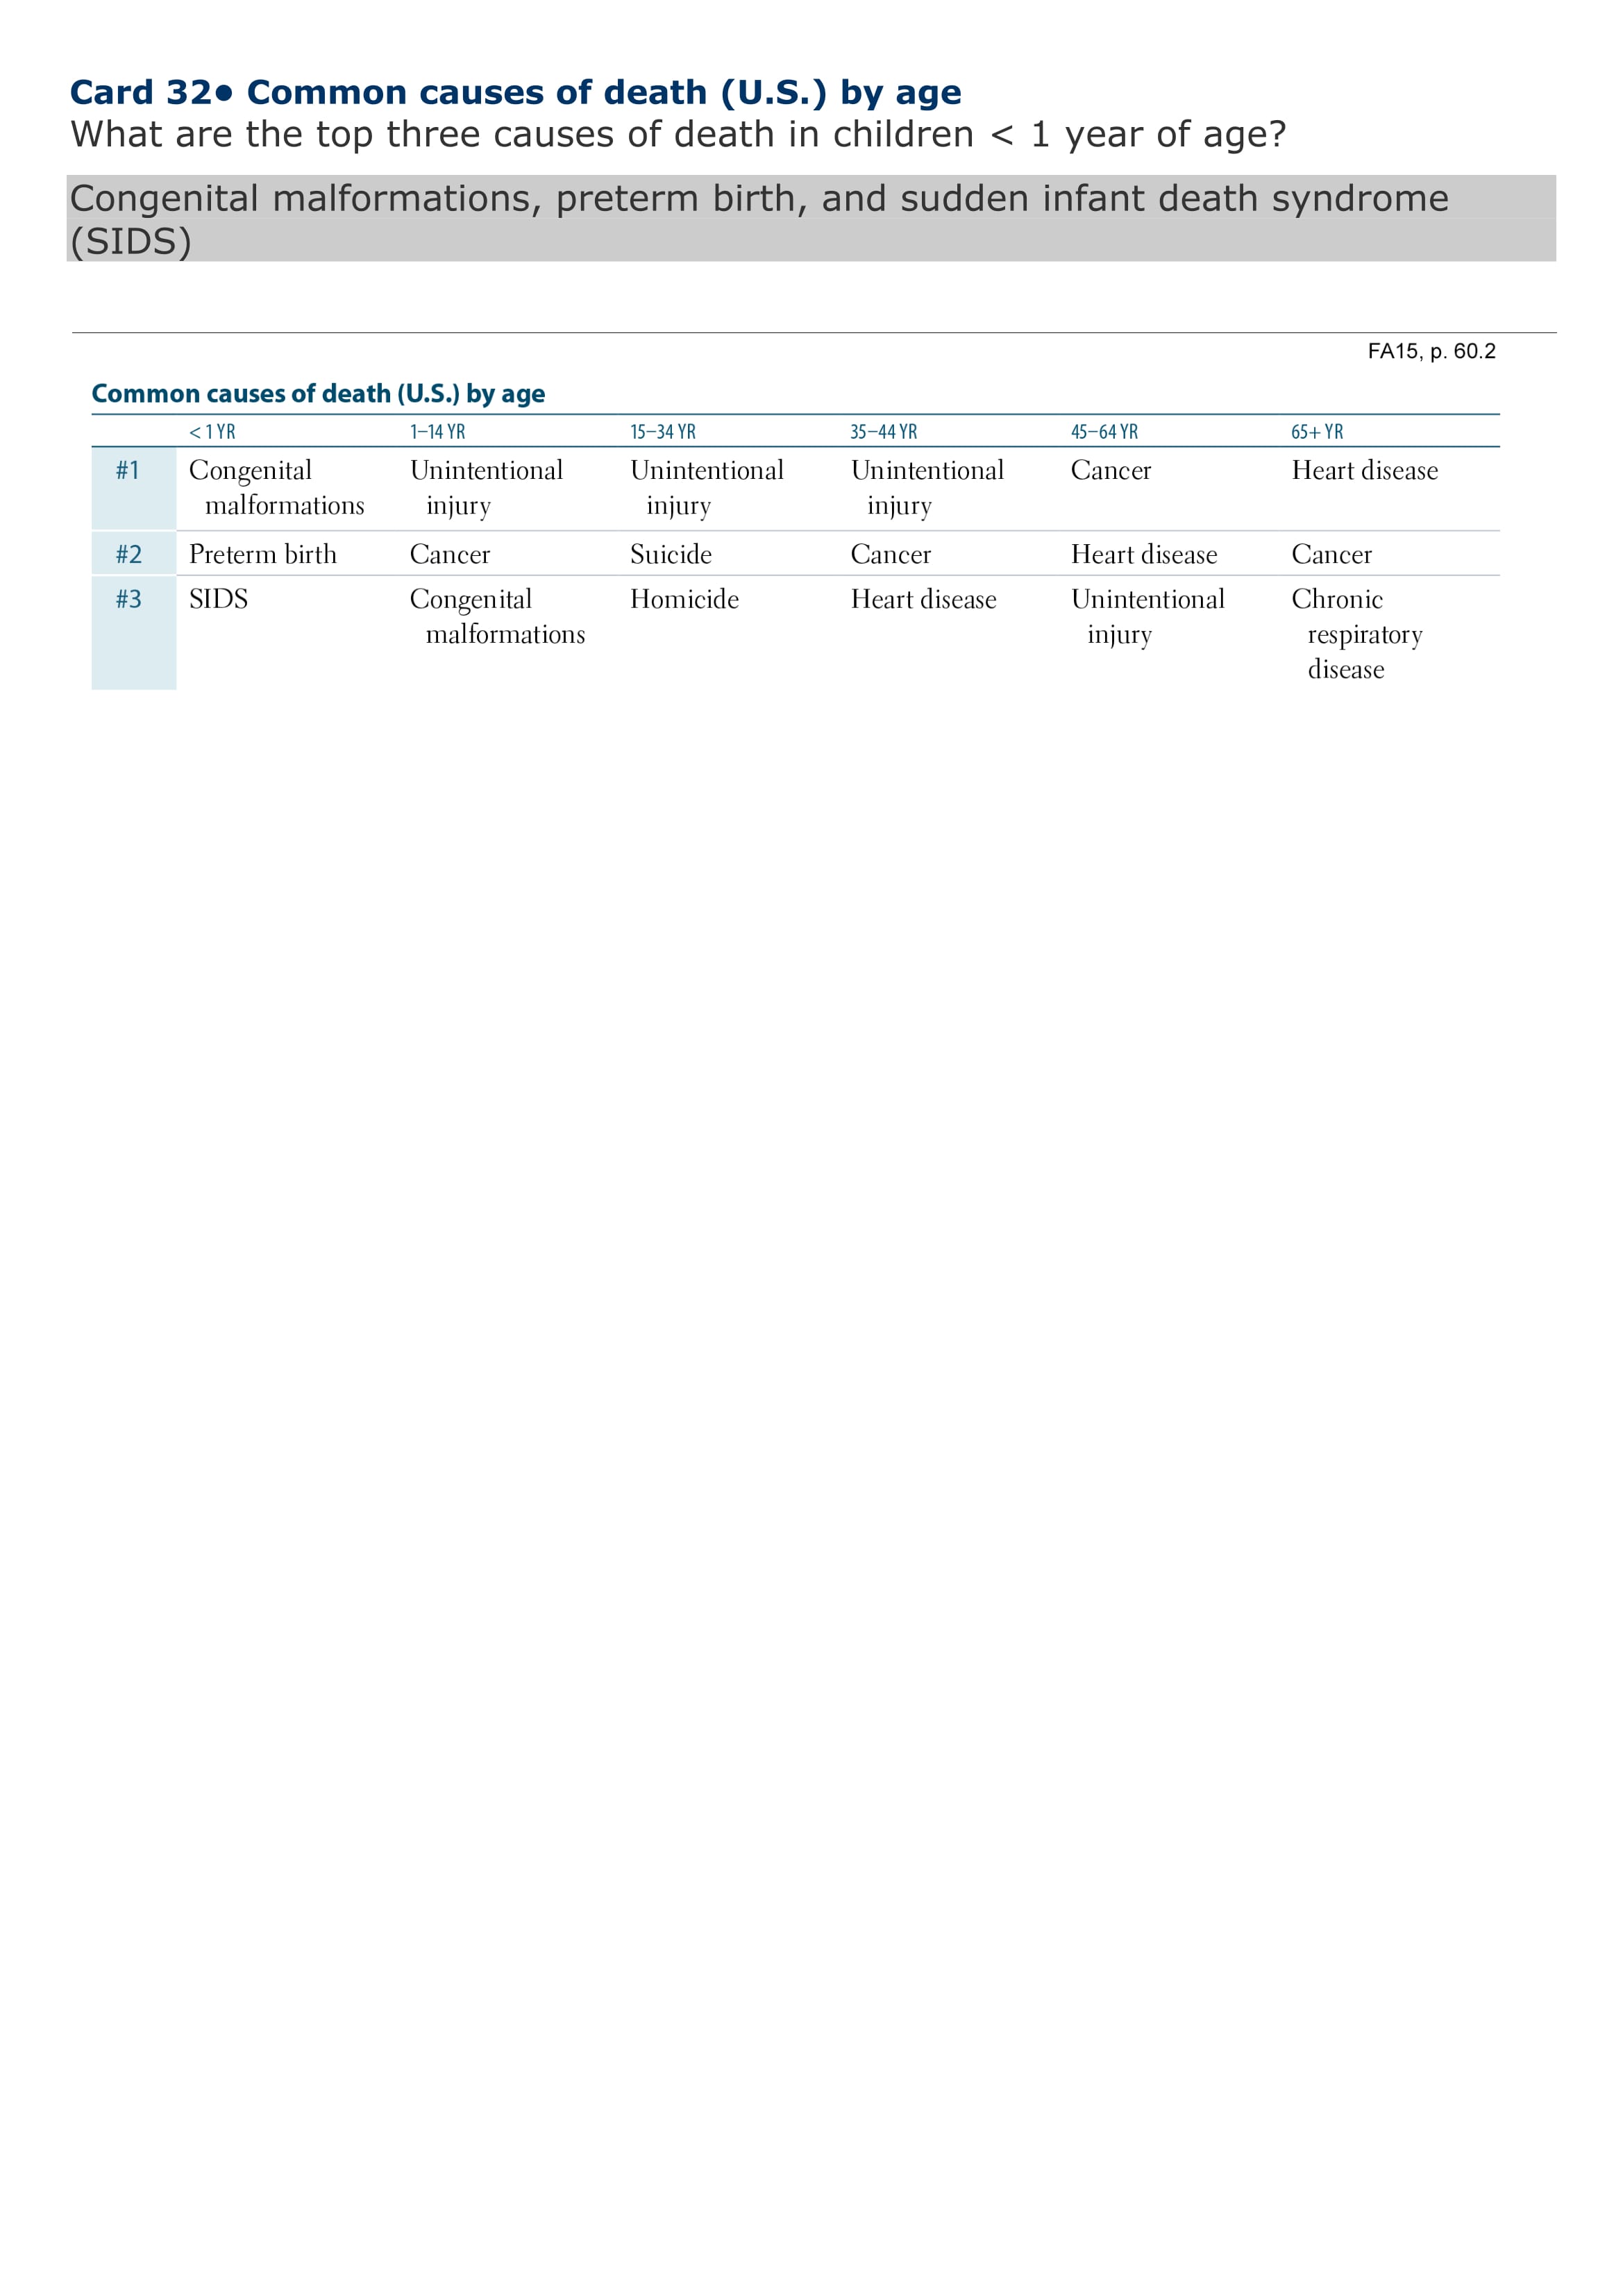 Card 32• Common causes of death (U.S.) by age
What are the top three causes of death in children < 1 year of age?
Congenital malformations, preterm birth, and sudden infant death syndrome
(SIDS)
FA15, p. 60.2
Common causes of death (U.S.) by age
< 1 YR 1–14 YR 15–34 YR 35–44 YR 45–64 YR 65+ YR
#1 Congenital Unintentional Unintentional Unintentional Cancer Heart disease
malformations injury injury injury
#2 Preterm birth Cancer Suicide Cancer Heart disease Cancer
#3 SIDS Congenital Homicide Heart disease Unintentional Chronic
malformations injury respiratory
disease